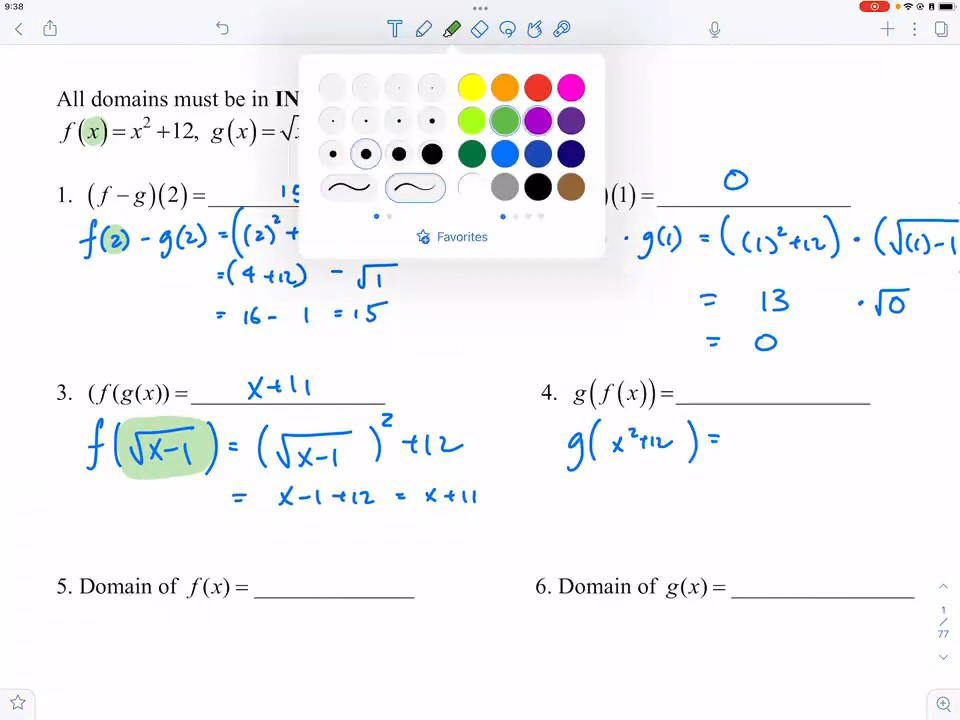 9:38
All domains must be in IN
f(x) = x² + 12, g(x) = √x
1. (f − g)(2) = 15
)(1) = 0
f(2) - g(2) = ((2)² +
· g(1) = ((1)² + 12) · (√(1) - 1
= (4 + 12) - √1
= 13 · √0
= 16 - 1 = 15
= 0
3. (f(g(x)) = x + 11
4. g(f(x)) =
f(√x-1) = (√x-1)² + 12
g(x² + 12) =
= x - 1 + 12 = x + 11
5. Domain of f(x) =
6. Domain of g(x) =
Favorites
1
/
77